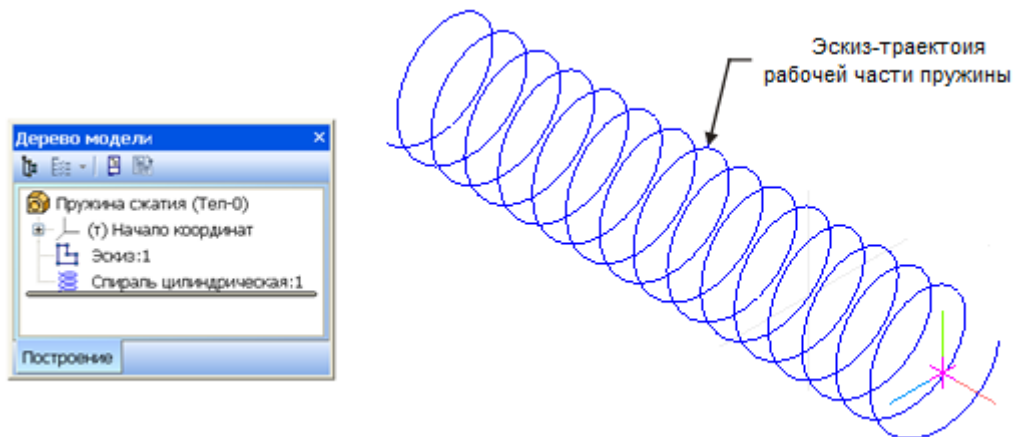 Эскиз-траектоия
рабочей части пружины
Дерево модели
Пружина сжатия (Тел-0)
(т) Начало координат
Эскиз:1
Спираль цилиндрическая:1
Построение